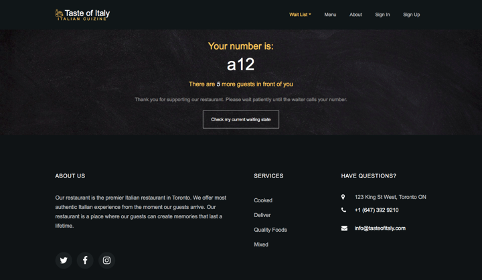 Taste of Italy
ITALIAN CUIZINE
Wait List
Menu
About
Sign In
Sign Up
Your number is:
a12
There are 5 more guests in front of you
Thank you for supporting our restaurant. Please wait patiently until the waiter calls your number.
Check my current waiting state
ABOUT US
Our restaurant is the premier Italian restaurant in Toronto. We offer most
authentic Italian experience from the moment our guests arrive. Our
restaurant is a place where our guests can create memories that last a
lifetime.
SERVICES
Cooked
Deliver
Quality Foods
Mixed
HAVE QUESTIONS?
123 King St West, Toronto ON
+1 (647) 392 9210
info@tastofitaly.com